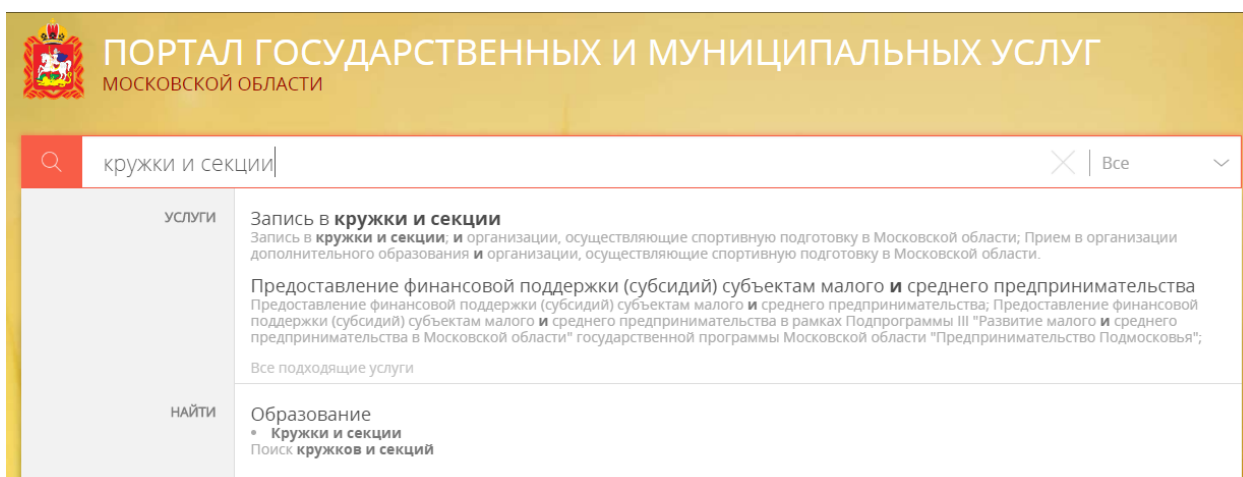 ПОРТАЛ ГОСУДАРСТВЕННЫХ И МУНИЦИПАЛЬНЫХ УСЛУГ
МОСКОВСКОЙ ОБЛАСТИ
кружки и секции
Все
УСЛУГИ
Запись в кружки и секции
Запись в кружки и секции; и организации, осуществляющие спортивную подготовку в Московской области; Прием в организации
дополнительного образования и организации, осуществляющие спортивную подготовку в Московской области.
Предоставление финансовой поддержки (субсидий) субъектам малого и среднего предпринимательства
Предоставление финансовой поддержки (субсидий) субъектам малого и среднего предпринимательства; Предоставление финансовой
поддержки (субсидий) субъектам малого и среднего предпринимательства в рамках Подпрограммы III "Развитие малого и среднего
предпринимательства в Московской области" государственной программы Московской области "Предпринимательство Подмосковья";
Все подходящие услуги
НАЙТИ
Образование
• Кружки и секции
Поиск кружков и секций